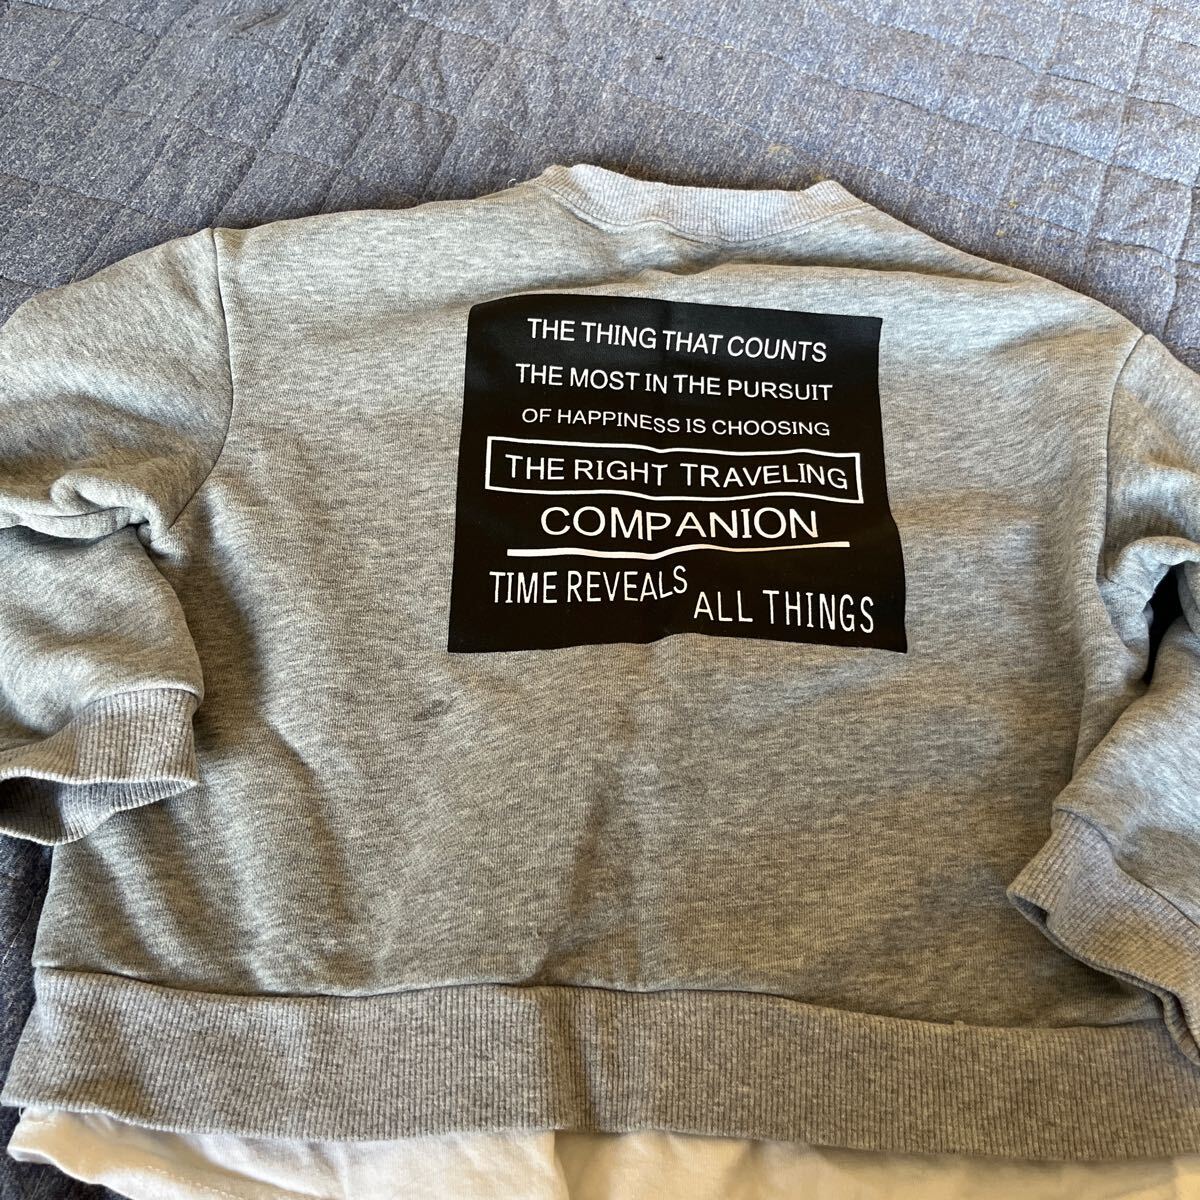 THE THING THAT COUNTS
THE MOST IN THE PURSUIT
OF HAPPINESS IS CHOOSING
THE RIGHT TRAVELING
COMPANION
TIME REVEALS ALL THINGS